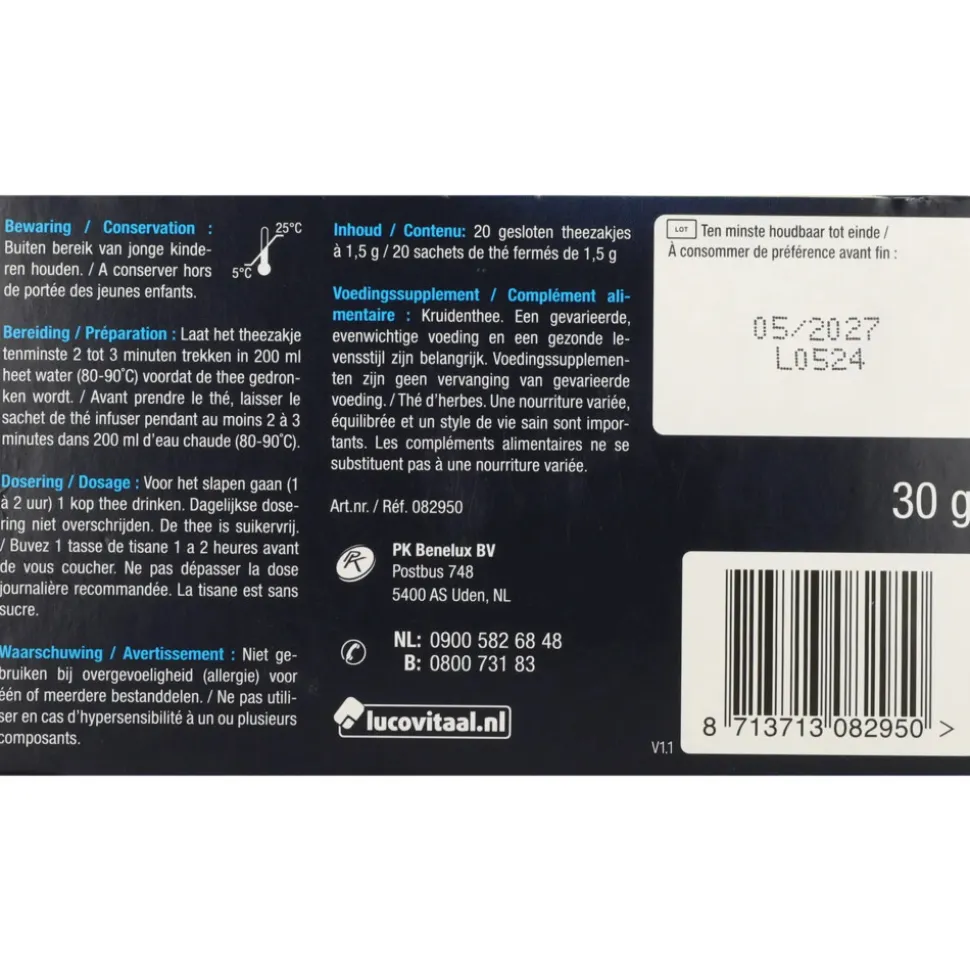 Bewaring / Conservation :
Buiten bereik van jonge kinde-
ren houden. / A conserver hors
de portée des jeunes enfants.
25°C
5°C
Bereiding / Préparation : Laat het theezakje
tenminste 2 tot 3 minuten trekken in 200 ml
heet water (80-90°C) voordat de thee gedron-
ken wordt. / Avant prendre le thé, laisser le
sachet de thé infuser pendant au moins 2 à 3
minutes dans 200 ml d'eau chaude (80-90°C).
Dosering / Dosage : Voor het slapen gaan (1
à 2 uur) 1 kop thee drinken. Dagelijkse dose-
ring niet overschrijden. De thee is suikervrij.
/ Buvez 1 tasse de tisane 1 a 2 heures avant
de vous coucher. Ne pas dépasser la dose
journalière recommandée. La tisane est sans
sucre.
Waarschuwing / Avertissement : Niet ge-
bruiken bij overgevoeligheid (allergie) voor
één of meerdere bestanddelen. / Ne pas utili-
ser en cas d'hypersensibilité à un ou plusieurs
composants.
Inhoud / Contenu: 20 gesloten theezakjes
à 1,5 g / 20 sachets de thé fermés de 1,5 g
Voedingssupplement / Complément ali-
mentaire : Kruidenthee. Een gevarieerde,
evenwichtige voeding en een gezonde le-
vensstijl zijn belangrijk. Voedingssupplemen-
ten zijn geen vervanging van gevarieerde
voeding. / Thé d'herbes. Une nourriture variée,
équilibrée et un style de vie sain sont impor-
tants. Les compléments alimentaires ne se
substituent pas à une nourriture variée.
Art.nr. / Réf. 082950
PK
PK Benelux BV
Postbus 748
5400 AS Uden, NL
NL: 0900 582 68 48
B: 0800 731 83
lucovitaal.nl
LOT Ten minste houdbaar tot einde /
À consommer de préférence avant fin :
05/2027
L0524
30 g
8 713713 082950 >
V1.1